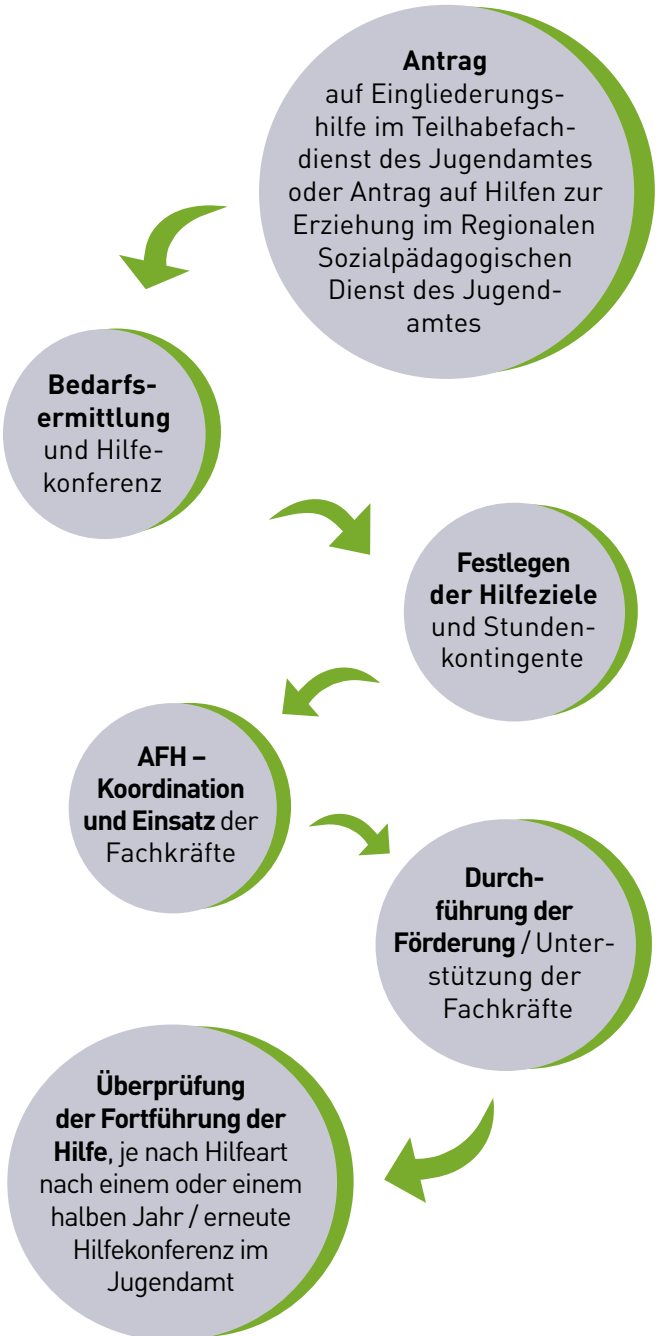 Antrag
auf Eingliederungs-
hilfe im Teilhabefach-
dienst des Jugendamtes
oder Antrag auf Hilfen zur
Erziehung im Regionalen
Sozialpädagogischen
Dienst des Jugend-
amtes
Bedarfs-
ermittlung
und Hilfe-
konferenz
Festlegen
der Hilfeziele
und Stunden-
kontingente
AFH –
Koordination
und Einsatz der
Fachkräfte
Durch-
führung der
Förderung / Unter-
stützung der
Fachkräfte
Überprüfung
der Fortführung der
Hilfe, je nach Hilfeart
nach einem oder einem
halben Jahr / erneute
Hilfekonferenz im
Jugendamt